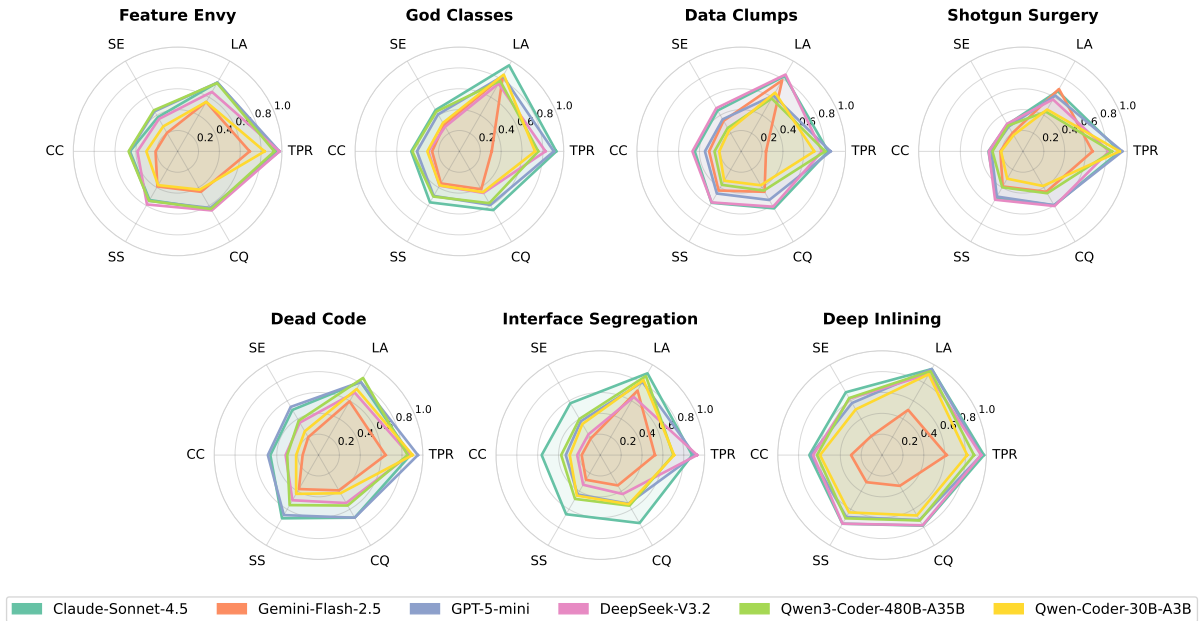 Feature Envy
God Classes
Data Clumps
Shotgun Surgery
SE
LA
SE
LA
SE
LA
SE
LA
1.0
0.8
0.4
0.2
1.0
0.8
0.6
0.4
0.2
1.0
0.8
0.4
0.2
1.0
0.8
0.4
0.2
CC
TPR
CC
TPR
CC
TPR
CC
TPR
SS
CQ
SS
CQ
SS
CQ
SS
CQ
Dead Code
Interface Segregation
Deep Inlining
SE
LA
SE
LA
SE
LA
1.0
0.8
0.4
0.2
1.0
0.8
0.6
0.4
0.2
1.0
0.8
0.6
0.4
0.2
CC
TPR
CC
TPR
CC
TPR
SS
CQ
SS
CQ
SS
CQ
Claude-Sonnet-4.5
Gemini-Flash-2.5
GPT-5-mini
DeepSeek-V3.2
Qwen3-Coder-480B-A35B
Qwen-Coder-30B-A3B